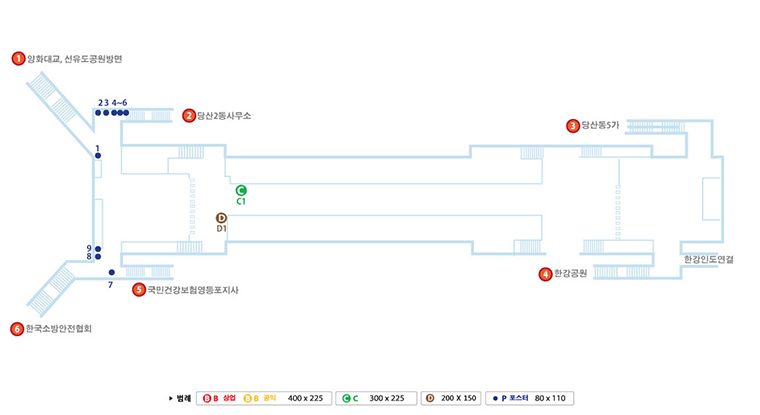 1 양화대교, 선유도공원방면
2 3 4~6
2 당산2동사무소
3 당산동5가
1
C
C1
D
D1
9
8
7
한강인도연결
4 한강공원
5 국민건강보험영등포지사
6 한국소방안전협회
▶ 범례 B B 상업 B B 공익 400 x 225 C C 300 x 225 D 200 X 150 P 포스터 80 x 110